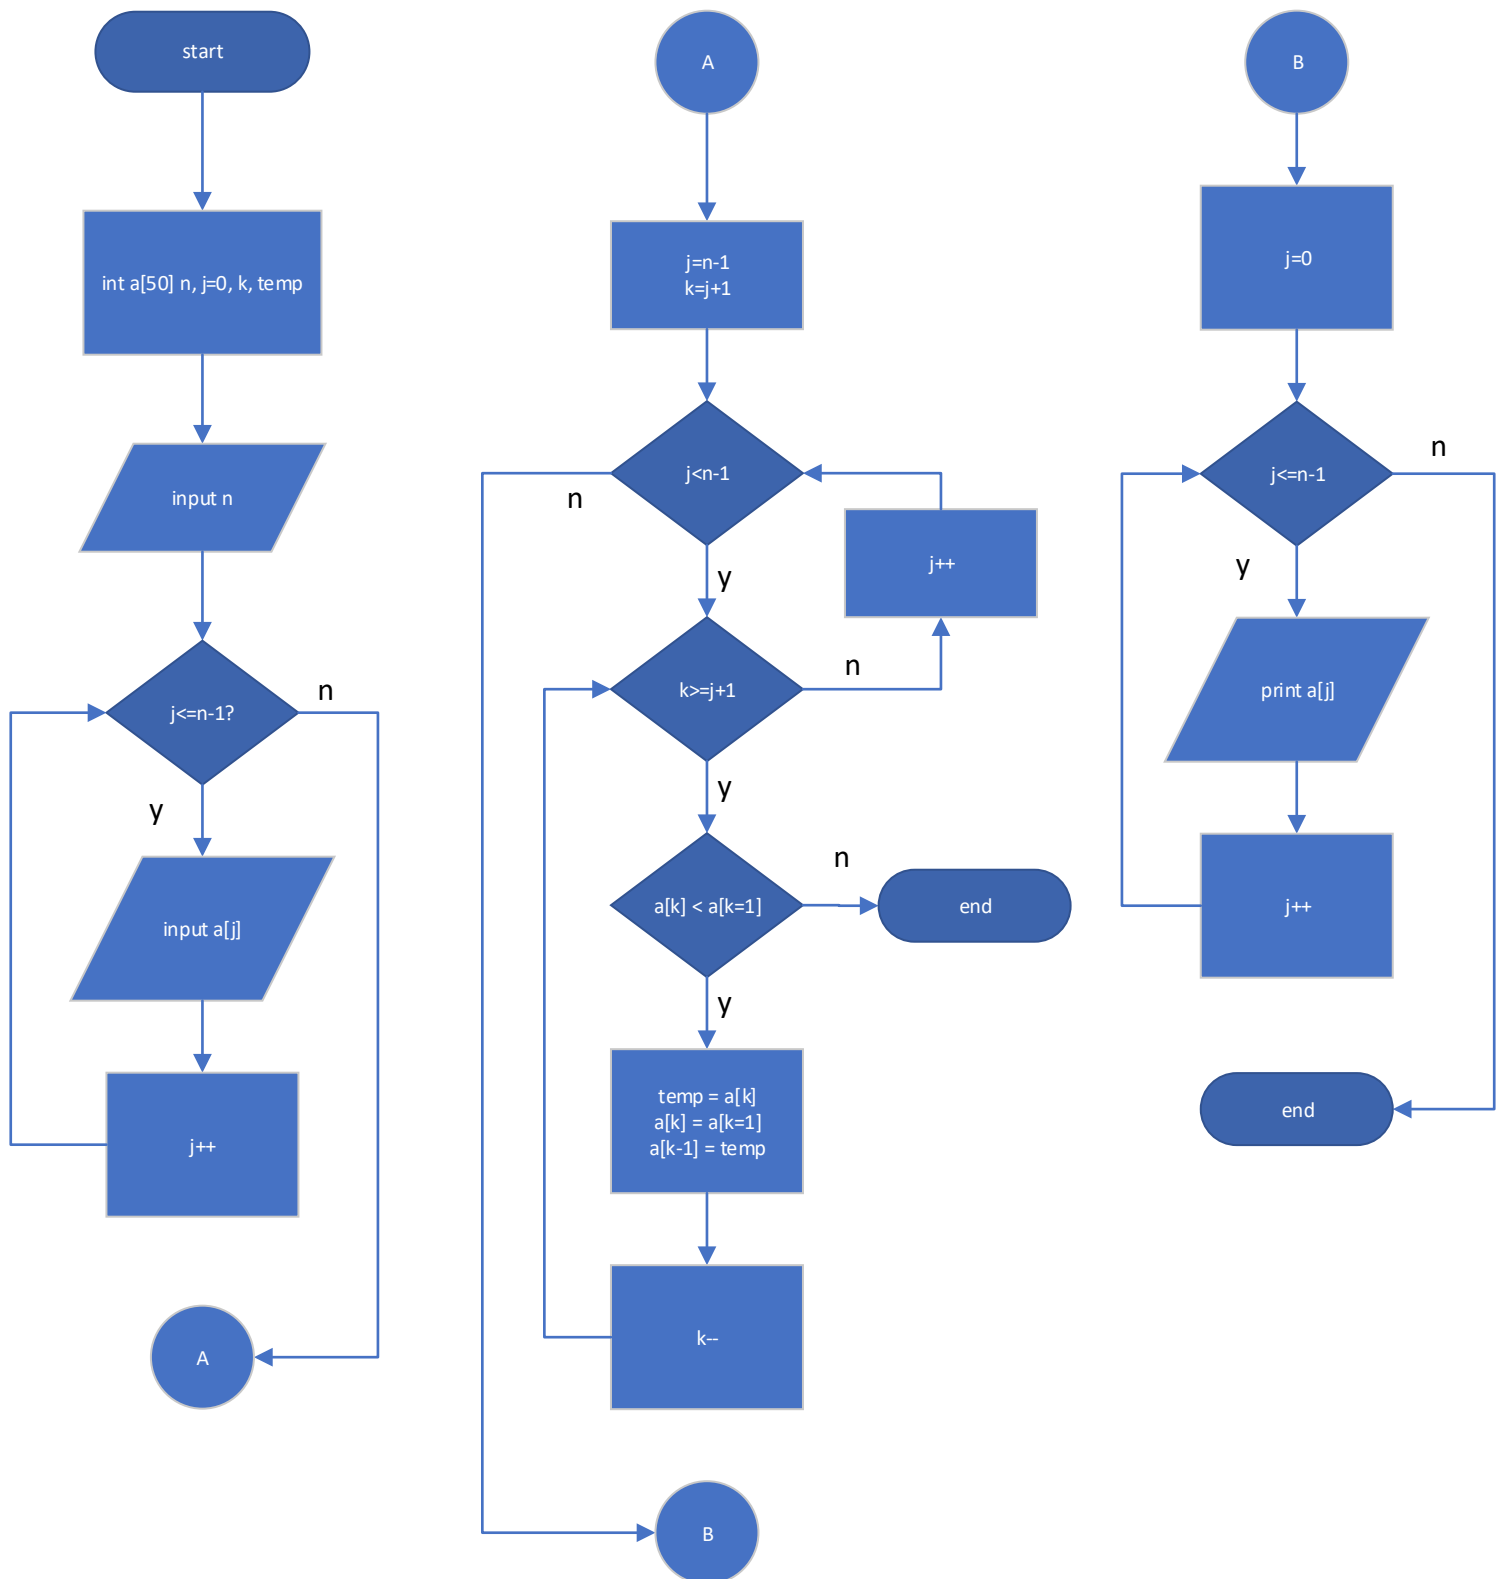 start
int a[50] n, j=0, k, temp
input n
j<=n-1?
n
y
input a[j]
j++
A
A
j=n-1
k=j+1
j<n-1
n
y
j++
k>=j+1
n
y
a[k] < a[k=1]
n
end
y
temp = a[k]
a[k] = a[k=1]
a[k-1] = temp
k--
B
B
j=0
j<=n-1
n
y
print a[j]
j++
end